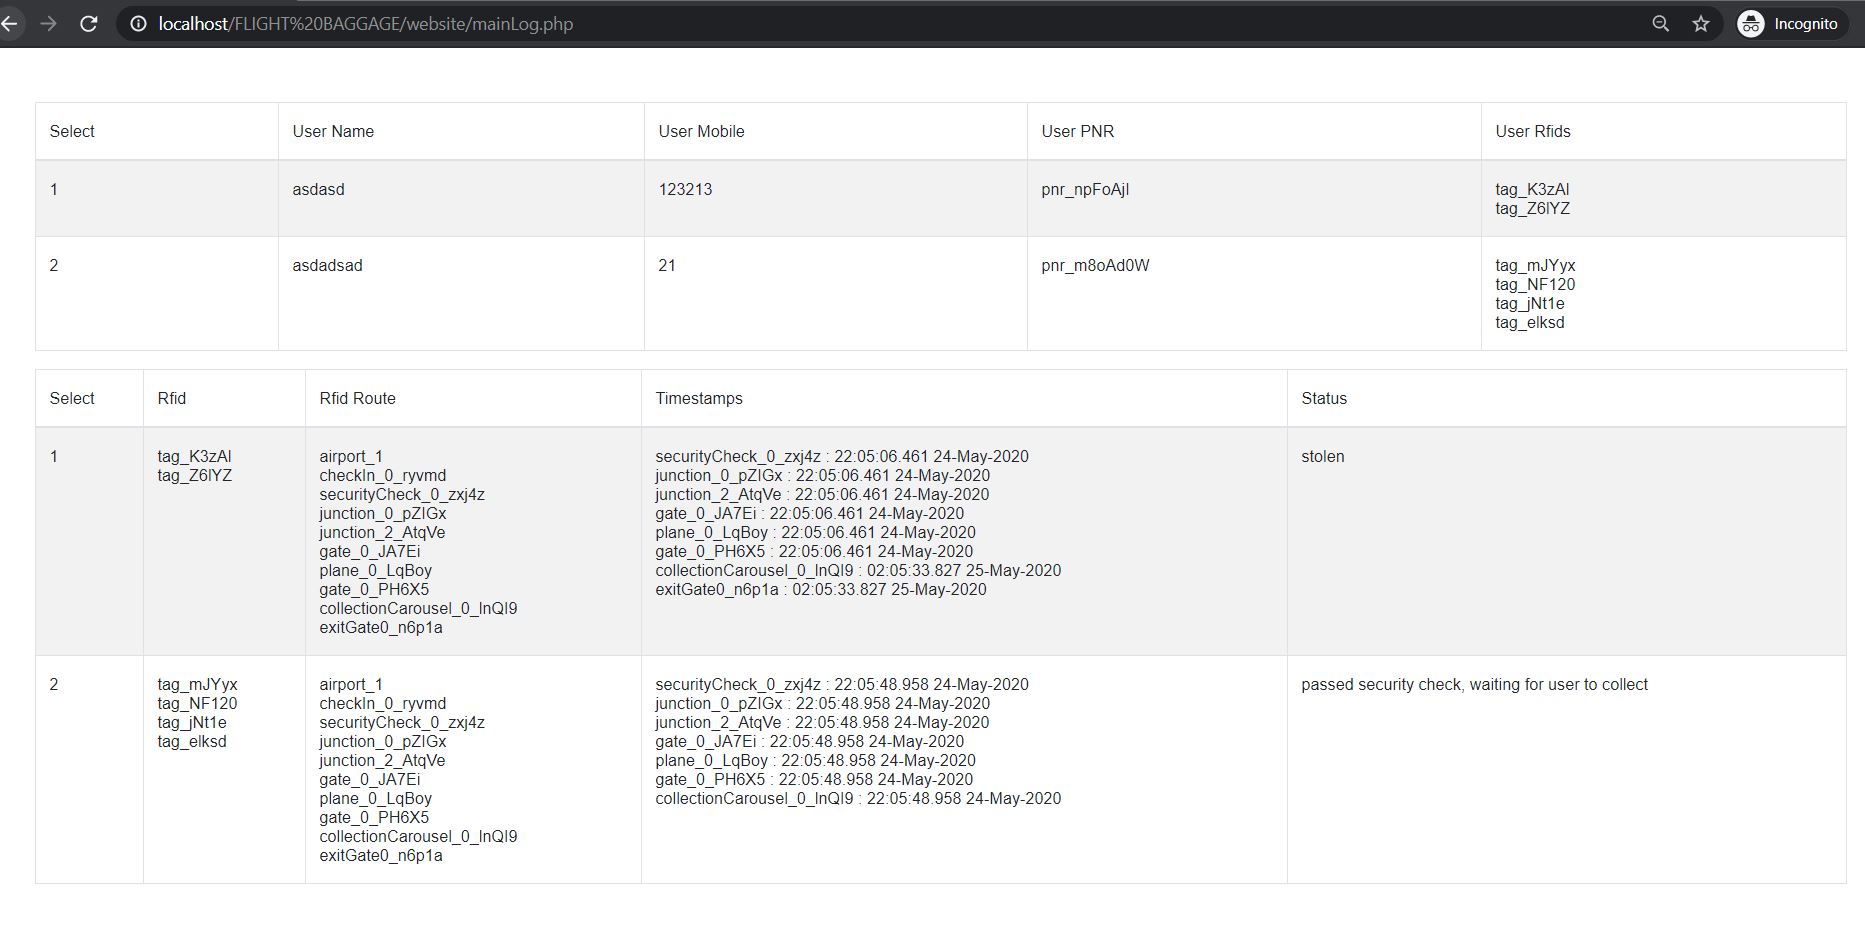 localhost/FLIGHT%20BAGGAGE/website/mainLog.php
Incognito
Select User Name User Mobile User PNR User Rfids
1 asdasd 123213 pnr_npFoAjI tag_K3zAl
tag_Z6lYZ
2 asdadsad 21 pnr_m8oAd0W tag_mJYyx
tag_NF120
tag_jNt1e
tag_elksd
Select Rfid Rfid Route Timestamps Status
1 tag_K3zAl airport_1 securityCheck_0_zxj4z : 22:05:06.461 24-May-2020 stolen
tag_Z6lYZ checkIn_0_ryvmd junction_0_pZIGx : 22:05:06.461 24-May-2020
securityCheck_0_zxj4z junction_2_AtqVe : 22:05:06.461 24-May-2020
junction_0_pZIGx gate_0_JA7Ei : 22:05:06.461 24-May-2020
junction_2_AtqVe plane_0_LqBoy : 22:05:06.461 24-May-2020
gate_0_JA7Ei gate_0_PH6X5 : 22:05:06.461 24-May-2020
plane_0_LqBoy collectionCarousel_0_lnQI9 : 02:05:33.827 25-May-2020
gate_0_PH6X5 exitGate0_n6p1a : 02:05:33.827 25-May-2020
collectionCarousel_0_lnQI9
exitGate0_n6p1a
2 tag_mJYyx airport_1 securityCheck_0_zxj4z : 22:05:48.958 24-May-2020 passed security check, waiting for user to collect
tag_NF120 checkIn_0_ryvmd junction_0_pZIGx : 22:05:48.958 24-May-2020
tag_jNt1e securityCheck_0_zxj4z junction_2_AtqVe : 22:05:48.958 24-May-2020
tag_elksd junction_0_pZIGx gate_0_JA7Ei : 22:05:48.958 24-May-2020
junction_2_AtqVe plane_0_LqBoy : 22:05:48.958 24-May-2020
gate_0_JA7Ei gate_0_PH6X5 : 22:05:48.958 24-May-2020
plane_0_LqBoy collectionCarousel_0_lnQI9 : 22:05:48.958 24-May-2020
gate_0_PH6X5
collectionCarousel_0_lnQI9
exitGate0_n6p1a